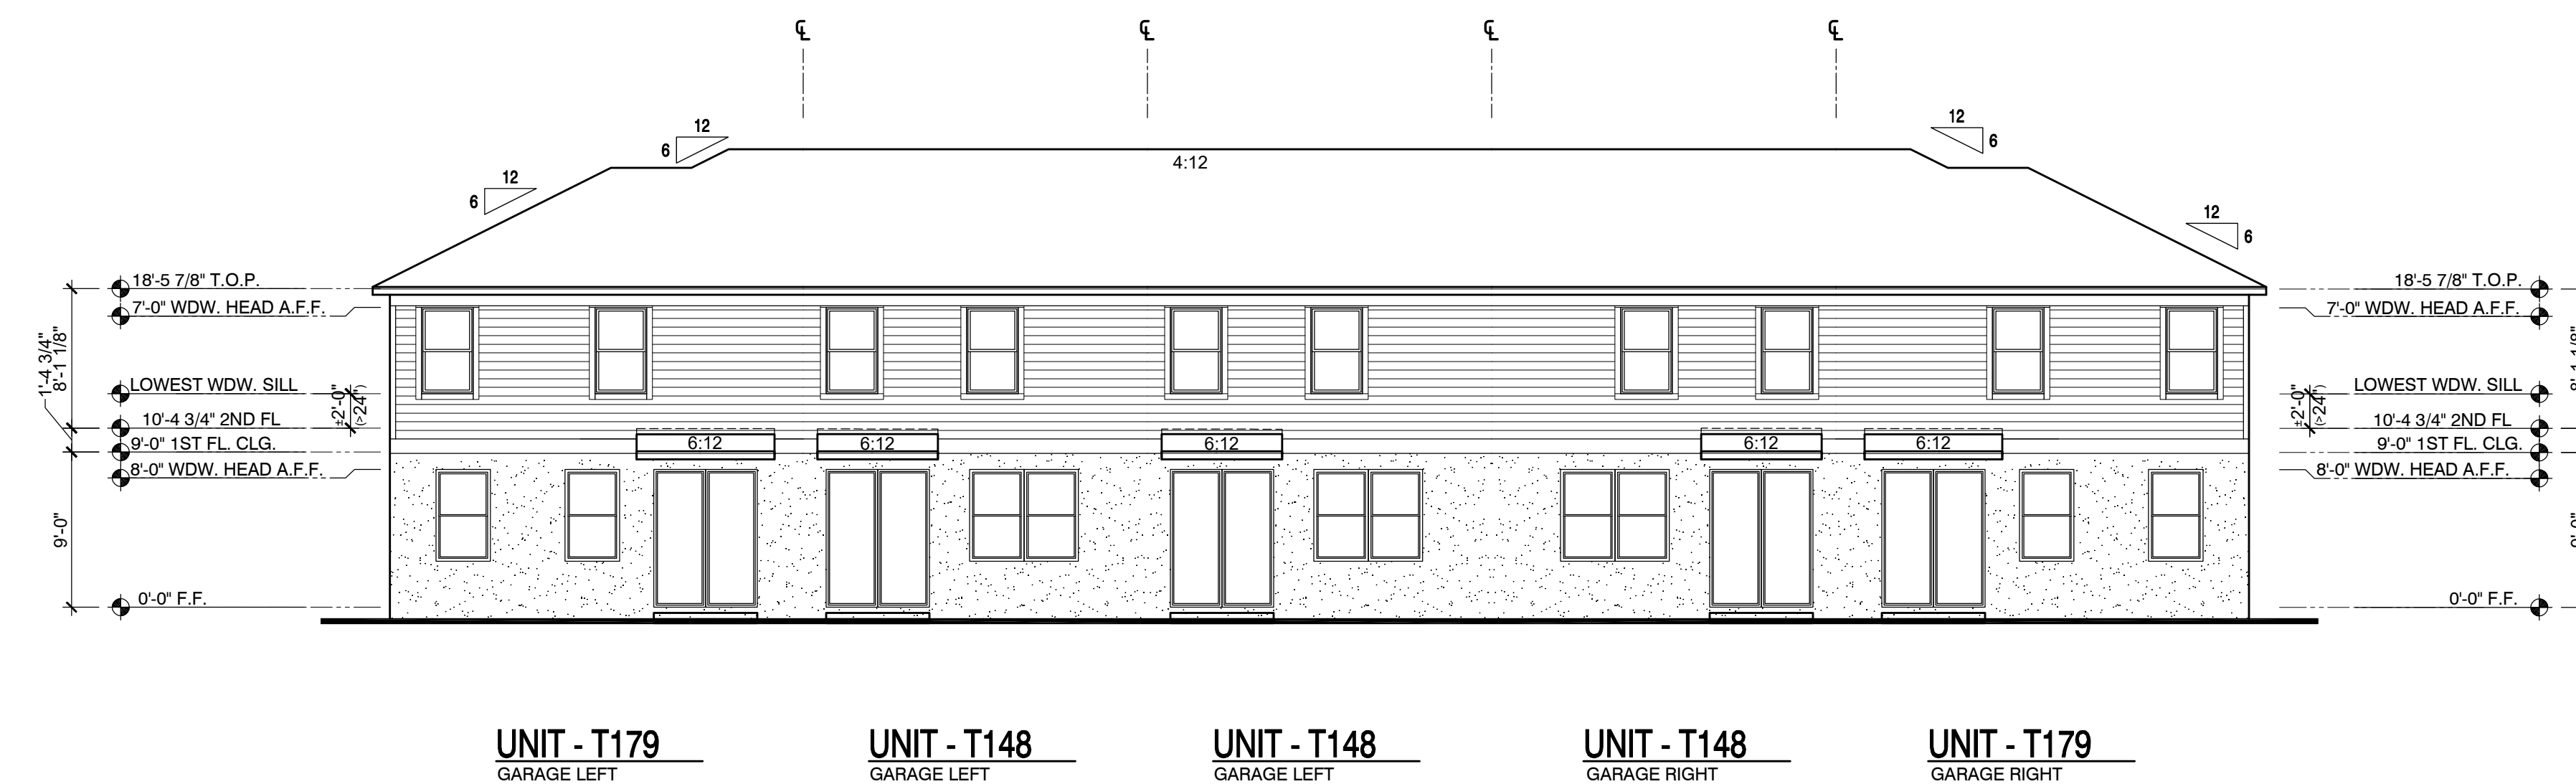 ℄ ℄ ℄ ℄
12
6
12
6
4:12
12
6
12
6
18'-5 7/8" T.O.P.
7'-0" WDW. HEAD A.F.F.
LOWEST WDW. SILL
10'-4 3/4" 2ND FL
9'-0" 1ST FL. CLG.
8'-0" WDW. HEAD A.F.F.
0'-0" F.F.
1'-4 3/4"
8'-1 1/8"
9'-0"
±2'-0"
(>24")
6:12 6:12 6:12 6:12 6:12
18'-5 7/8" T.O.P.
7'-0" WDW. HEAD A.F.F.
LOWEST WDW. SILL
10'-4 3/4" 2ND FL
9'-0" 1ST FL. CLG.
8'-0" WDW. HEAD A.F.F.
0'-0" F.F.
±2'-0"
(>24")
UNIT - T179
GARAGE LEFT
UNIT - T148
GARAGE LEFT
UNIT - T148
GARAGE LEFT
UNIT - T148
GARAGE RIGHT
UNIT - T179
GARAGE RIGHT